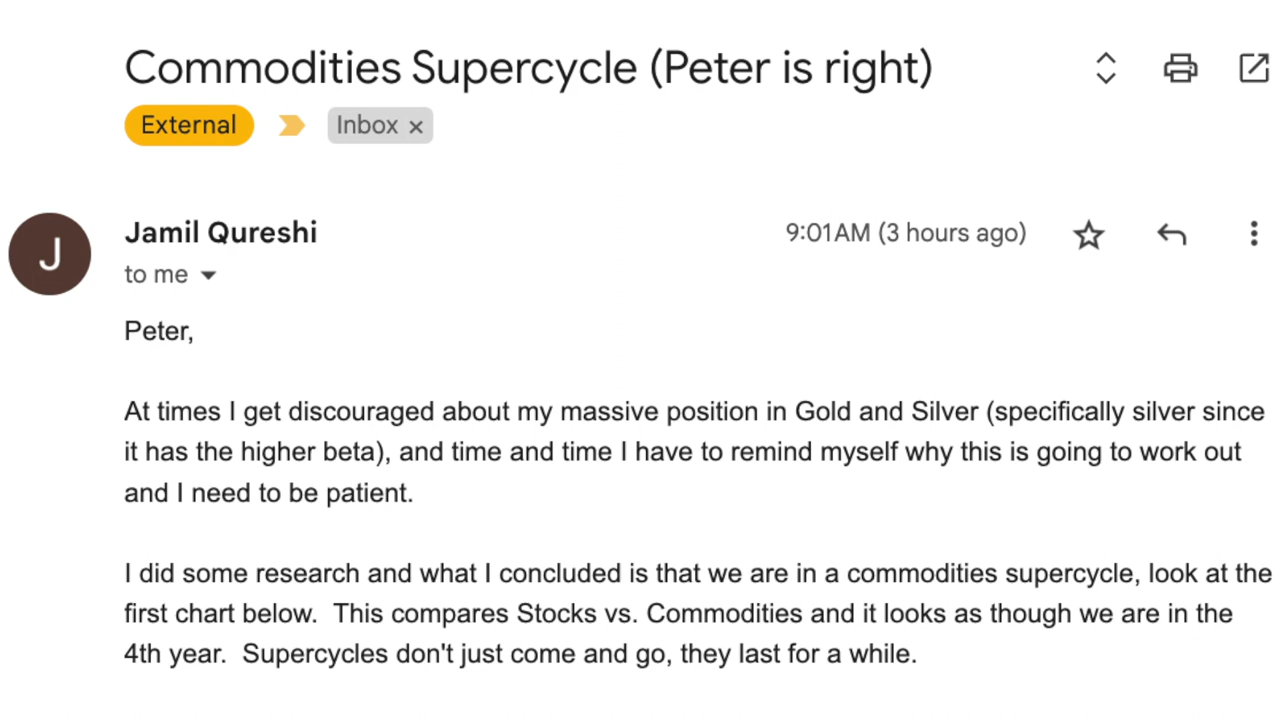 Commodities Supercycle (Peter is right)
External
Inbox ×
J
Jamil Qureshi
9:01AM (3 hours ago)
to me
Peter,
At times I get discouraged about my massive position in Gold and Silver (specifically silver since
it has the higher beta), and time and time I have to remind myself why this is going to work out
and I need to be patient.
I did some research and what I concluded is that we are in a commodities supercycle, look at the
first chart below.  This compares Stocks vs. Commodities and it looks as though we are in the
4th year.  Supercycles don't just come and go, they last for a while.